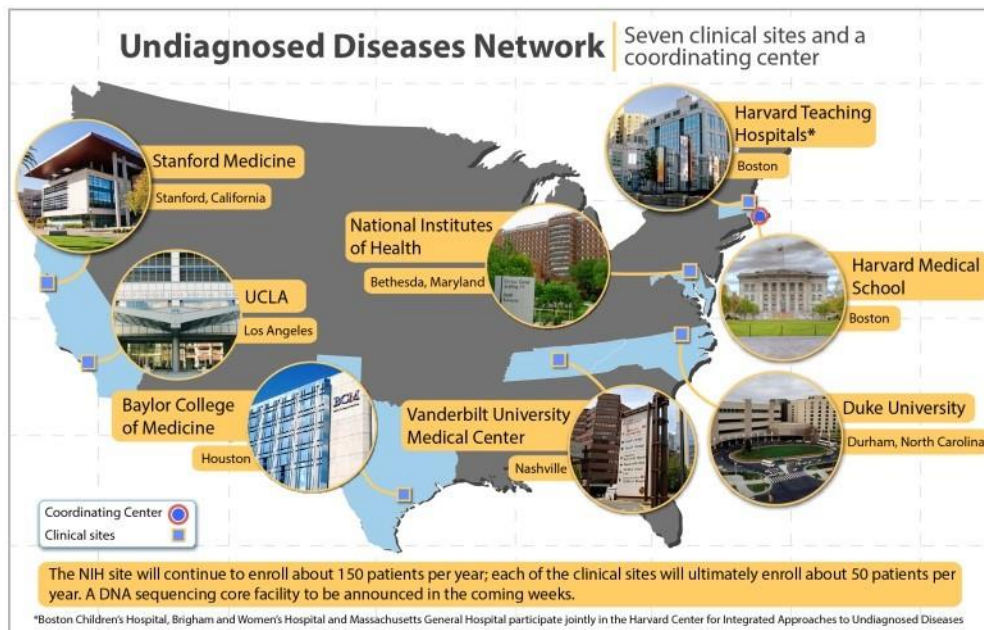 Undiagnosed Diseases Network
Seven clinical sites and a
coordinating center
Harvard Teaching
Hospitals*
Boston
Stanford Medicine
Stanford, California
National Institutes
of Health
Bethesda, Maryland
Harvard Medical
School
Boston
UCLA
Los Angeles
Baylor College
of Medicine
Houston
BCM
Vanderbilt University
Medical Center
Nashville
Duke University
Durham, North Carolina
Coordinating Center
Clinical sites
The NIH site will continue to enroll about 150 patients per year; each of the clinical sites will ultimately enroll about 50 patients per
year. A DNA sequencing core facility to be announced in the coming weeks.
*Boston Children's Hospital, Brigham and Women's Hospital and Massachusetts General Hospital participate jointly in the Harvard Center for Integrated Approaches to Undiagnosed Diseases